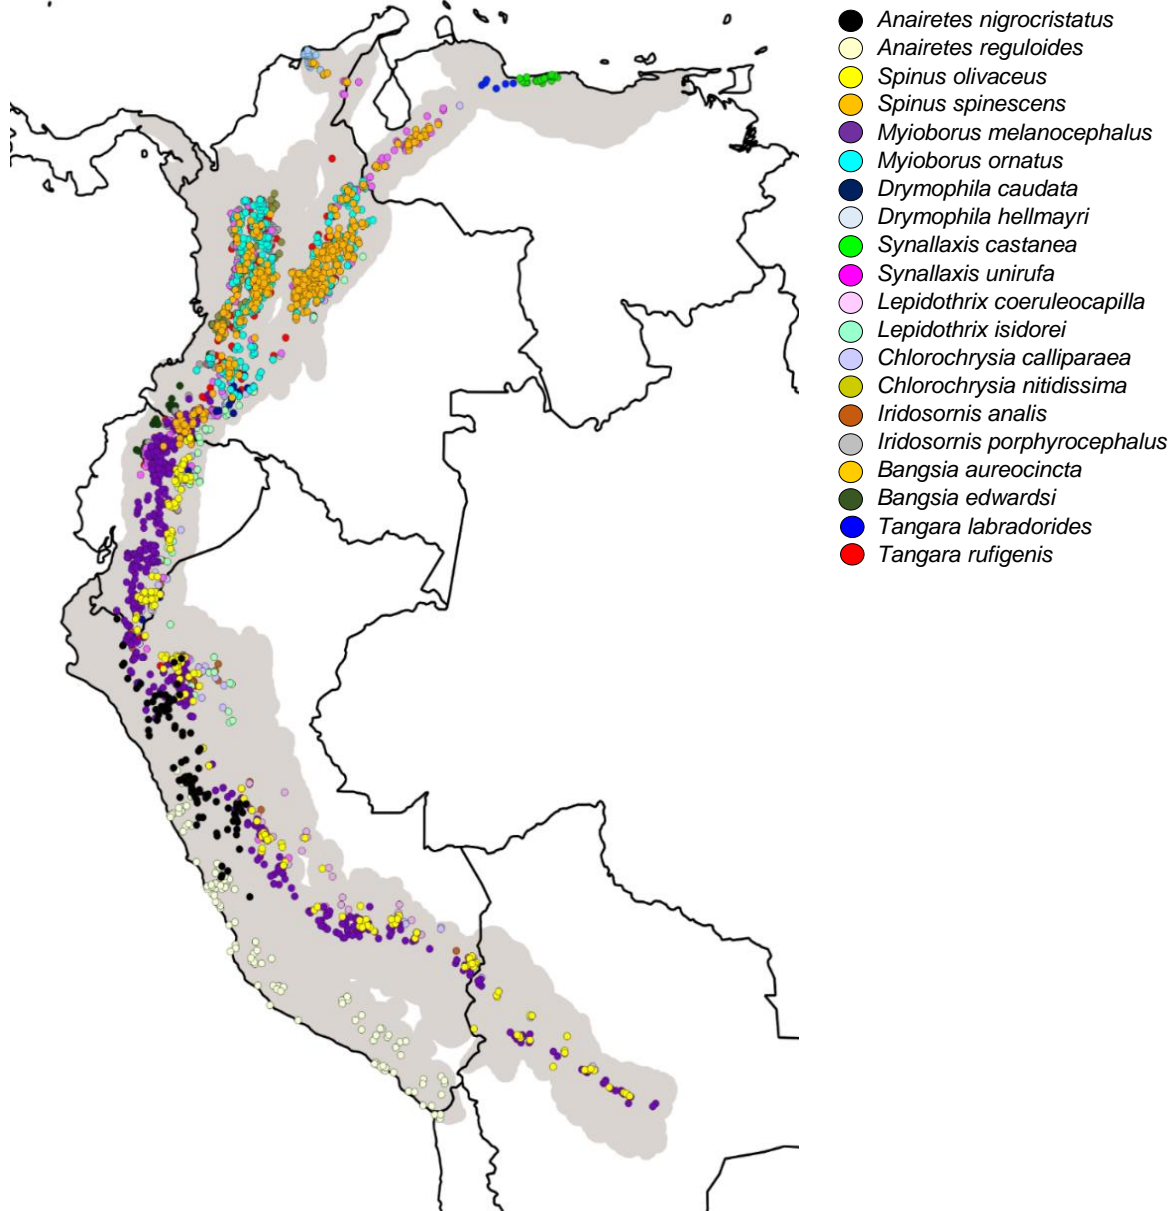 Anairetes nigrocristatus
Anairetes reguloides
Spinus olivaceus
Spinus spinescens
Myioborus melanocephalus
Myioborus ornatus
Drymophila caudata
Drymophila hellmayri
Synallaxis castanea
Synallaxis unirufa
Lepidothrix coeruleocapilla
Lepidothrix isidorei
Chlorochrysia calliparaea
Chlorochrysia nitidissima
Iridosornis analis
Iridosornis porphyrocephalus
Bangsia aureocincta
Bangsia edwardsi
Tangara labradorides
Tangara rufigenis